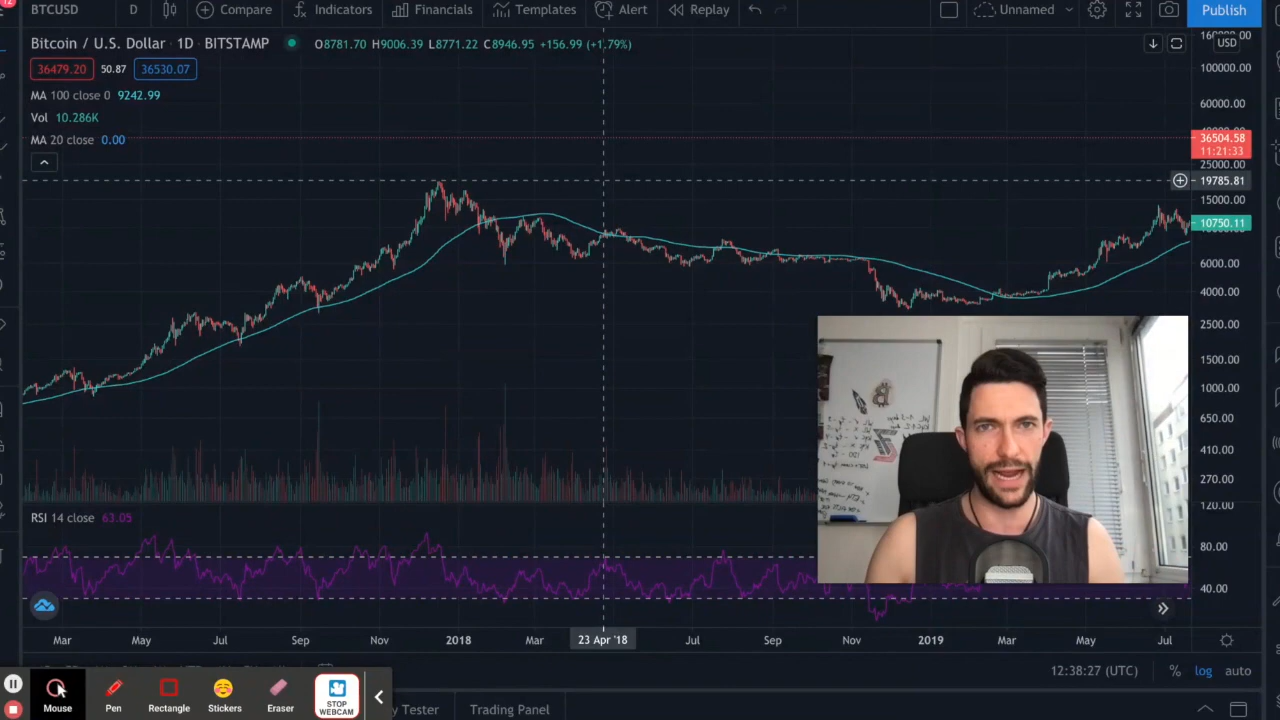 BTCUSD D Compare Indicators Financials Templates Alert Replay Unnamed Publish
12
Bitcoin / U.S. Dollar · 1D · BITSTAMP O8781.70 H9006.39 L8771.22 C8946.95 +156.99 (+1.79%) USD
36479.20 50.87 36530.07
MA 100 close 0 9242.99
Vol 10.286K
MA 20 close 0.00
160000.00
100000.00
60000.00
36504.58
11:21:33
25000.00
19785.81
15000.00
10750.11
6000.00
4000.00
2500.00
1500.00
1000.00
650.00
410.00
270.00
120.00
RSI 14 close 63.05
80.00
40.00
Mar May Jul Sep Nov 2018 Mar 23 Apr '18 Jul Sep Nov 2019 Mar May Jul
12:38:27 (UTC) % log auto
Mouse Pen Rectangle Stickers Eraser STOP WEBCAM
Tester Trading Panel